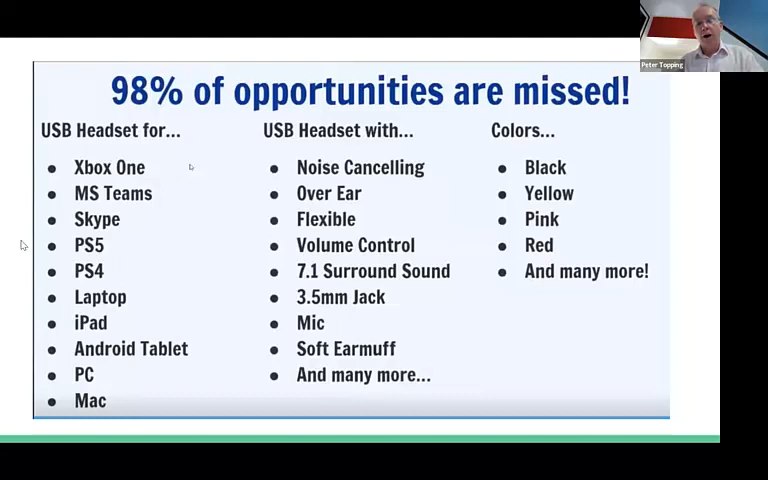 Peter Topping
98% of opportunities are missed!
USB Headset for...
Xbox One
MS Teams
Skype
PS5
PS4
Laptop
iPad
Android Tablet
PC
Mac
USB Headset with...
Noise Cancelling
Over Ear
Flexible
Volume Control
7.1 Surround Sound
3.5mm Jack
Mic
Soft Earmuff
And many more...
Colors...
Black
Yellow
Pink
Red
And many more!